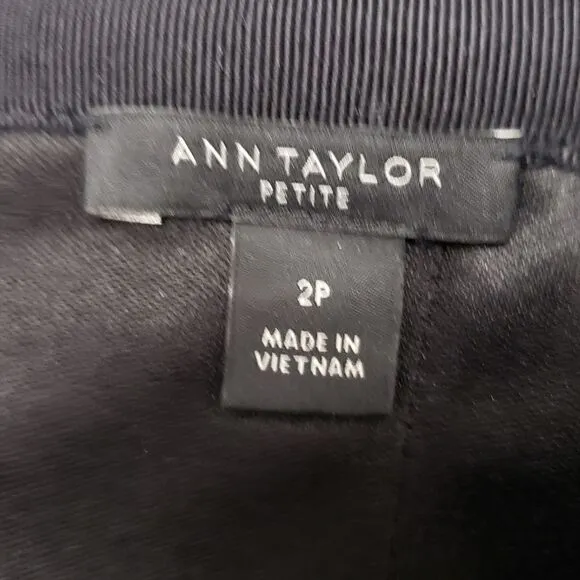 ANN TAYLOR
PETITE
2P
MADE IN
VIETNAM